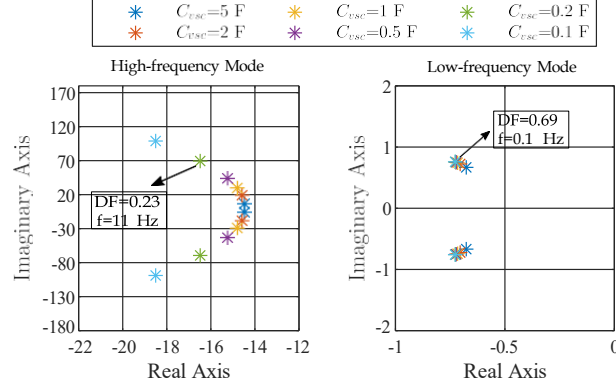 C_vsc=5 F C_vsc=1 F C_vsc=0.2 F
C_vsc=2 F C_vsc=0.5 F C_vsc=0.1 F
High-frequency Mode
170
120
70
20
-30
-80
-130
-180
-22 -20 -18 -16 -14 -12
Imaginary Axis
Real Axis
DF=0.23
f=11 Hz
Low-frequency Mode
2
1
0
-1
-2
-1 -0.5 0
Imaginary Axis
Real Axis
DF=0.69
f=0.1 Hz